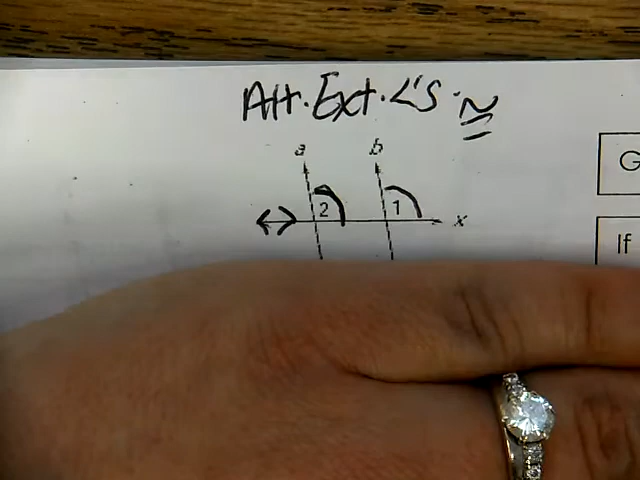 Alt. Ext. ∠'s ≅
a b
2 1 x
G
If